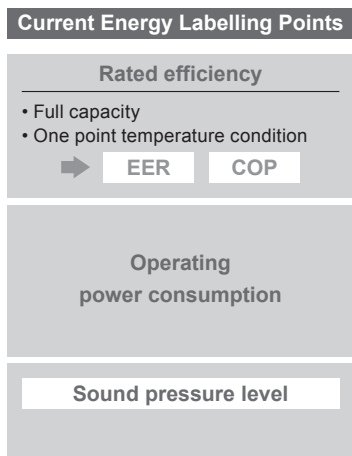 Current Energy Labelling Points
Rated efficiency
• Full capacity
• One point temperature condition
EER COP
Operating
power consumption
Sound pressure level